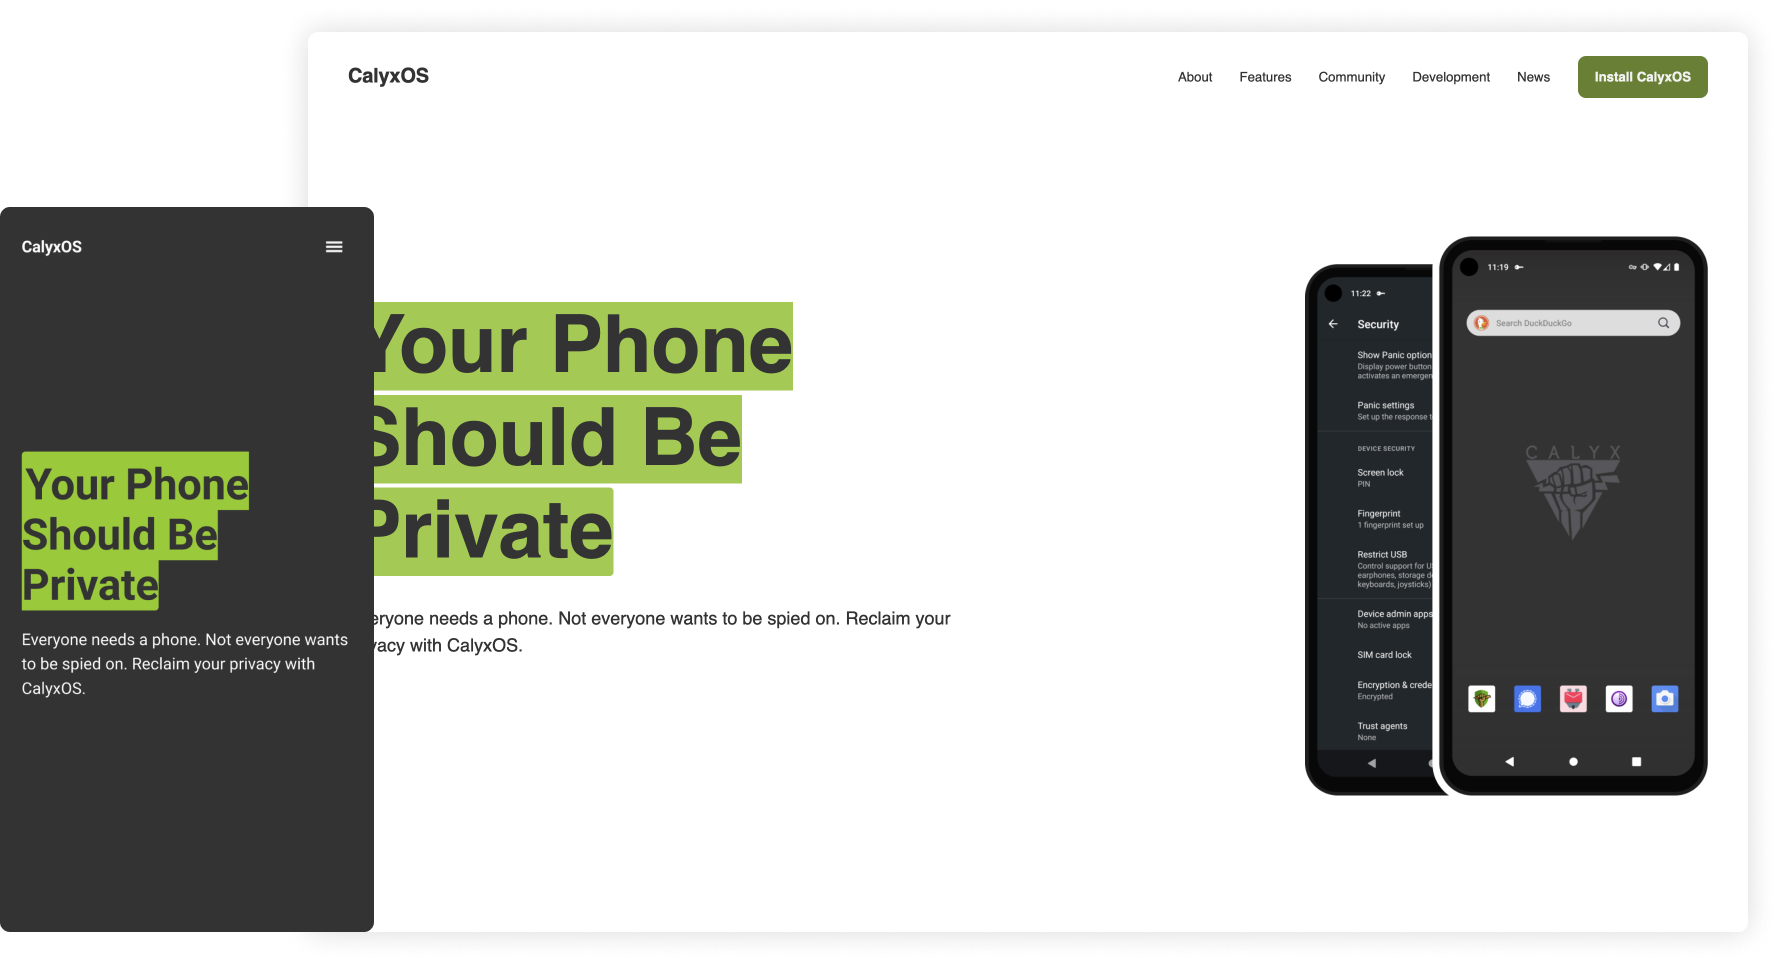 CalyxOS
About Features Community Development News Install CalyxOS
CalyxOS
Your Phone
Should Be
Private
Everyone needs a phone. Not everyone wants
to be spied on. Reclaim your privacy with
CalyxOS.
Your Phone
Should Be
Private
eryone needs a phone. Not everyone wants to be spied on. Reclaim your
vacy with CalyxOS.
11:22
Security
Show Panic option
Display power button
activates an emergen
Panic settings
Set up the response t
DEVICE SECURITY
Screen lock
PIN
Fingerprint
1 fingerprint set up
Restrict USB
Control support for U
earphones, storage d
keyboards, joysticks)
Device admin apps
No active apps
SIM card lock
Encryption & crede
Encrypted
Trust agents
None
11:19
Search DuckDuckGo
CALYX